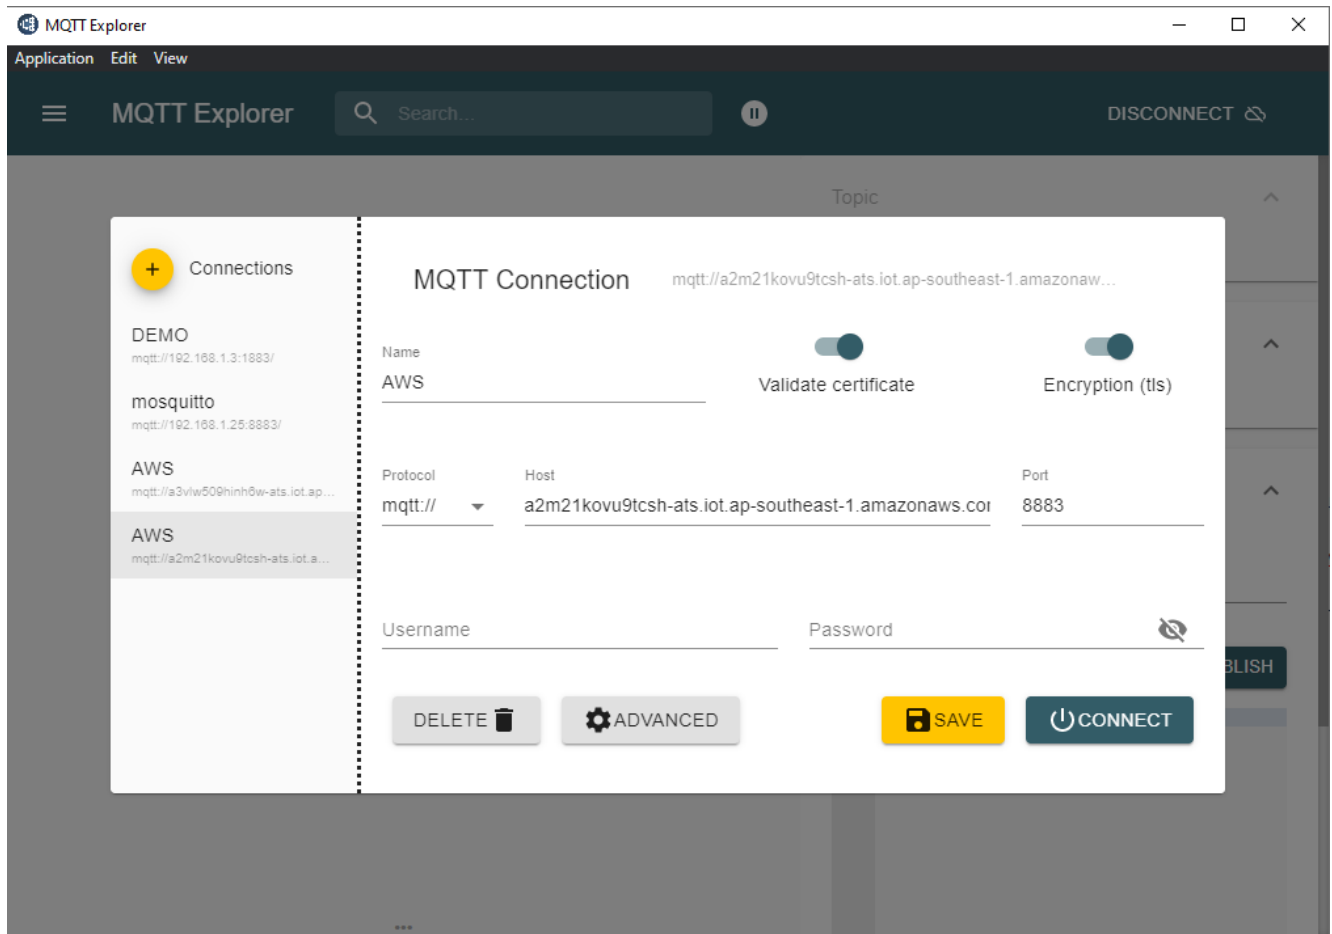 MQTT Explorer
Application Edit View
MQTT Explorer
Search...
DISCONNECT
Topic
Connections
DEMO
mqtt://192.168.1.3:1883/
mosquitto
mqtt://192.168.1.25:8883/
AWS
mqtt://a3vlw509hinh6w-ats.iot.ap...
AWS
mqtt://a2m21kovu9tcsh-ats.iot.a...
MQTT Connection
mqtt://a2m21kovu9tcsh-ats.iot.ap-southeast-1.amazonaw...
Name
AWS
Validate certificate
Encryption (tls)
Protocol
mqtt://
Host
a2m21kovu9tcsh-ats.iot.ap-southeast-1.amazonaws.cor
Port
8883
Username
Password
DELETE
ADVANCED
SAVE
CONNECT
BLISH